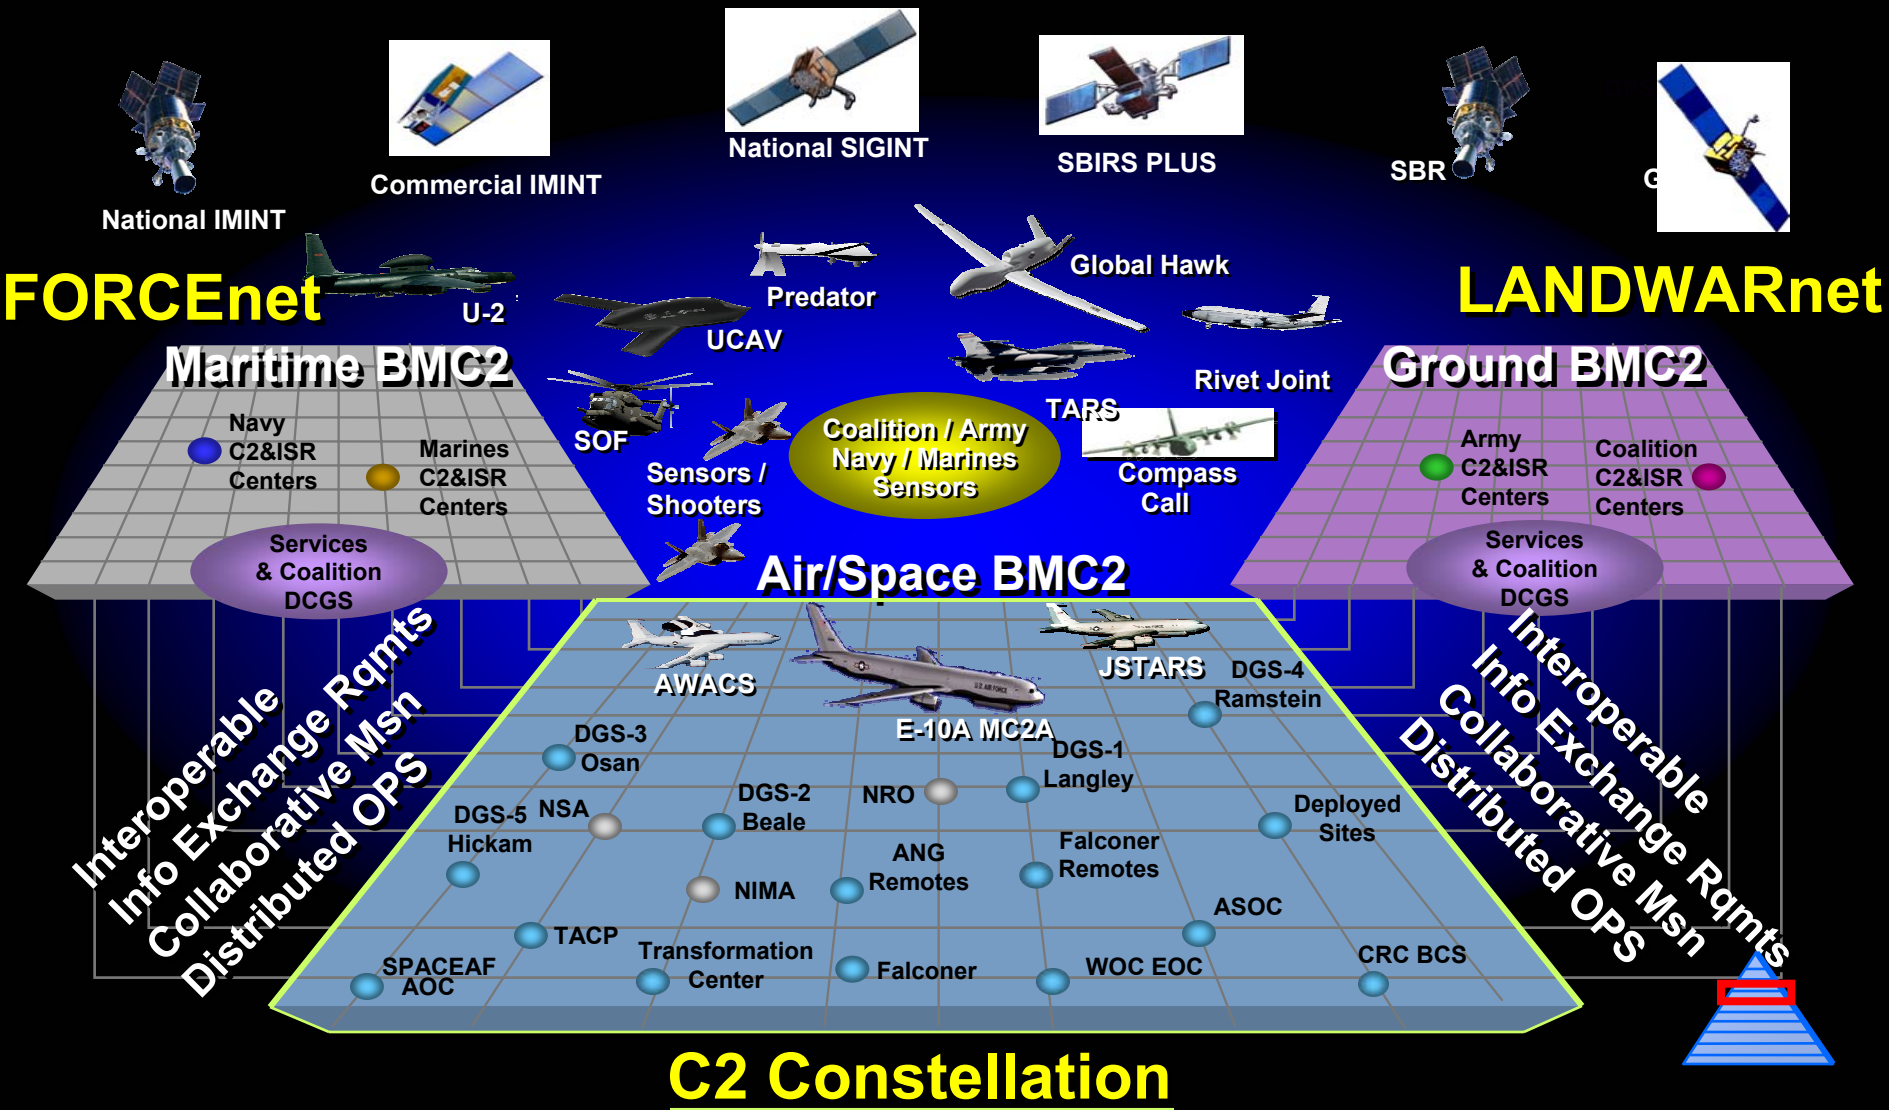 National IMINT
Commercial IMINT
National SIGINT
SBIRS PLUS
SBR
G
FORCEnet
LANDWARnet
U-2
UCAV
Predator
Global Hawk
Rivet Joint
TARS
SOF
Sensors /
Shooters
Coalition / Army
Navy / Marines
Sensors
Compass
Call
Maritime BMC2
Navy
C2&ISR
Centers
Marines
C2&ISR
Centers
Services
& Coalition
DCGS
Ground BMC2
Army
C2&ISR
Centers
Coalition
C2&ISR
Centers
Services
& Coalition
DCGS
Air/Space BMC2
AWACS
E-10A MC2A
JSTARS
DGS-4
Ramstein
DGS-3
Osan
DGS-1
Langley
NSA
DGS-2
Beale
NRO
Deployed
Sites
DGS-5
Hickam
NIMA
ANG
Remotes
Falconer
Remotes
TACP
ASOC
SPACEAF
AOC
Transformation
Center
Falconer
WOC EOC
CRC BCS
Interoperable
Info Exchange Rqmts
Collaborative Msn
Distributed OPS
Interoperable
Info Exchange Rqmts
Collaborative Msn
Distributed OPS
C2 Constellation